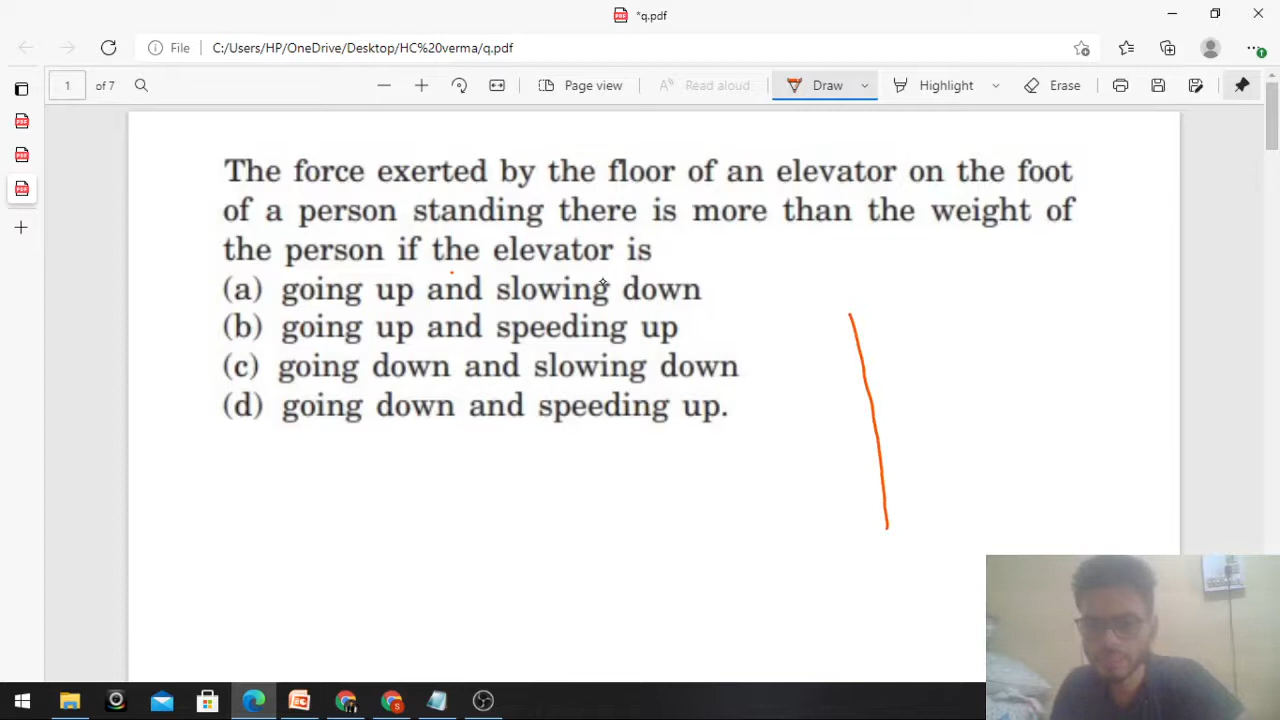 *q.pdf
File
C:/Users/HP/OneDrive/Desktop/HC%20verma/q.pdf
1 of 7
Page view
Read aloud
Draw
Highlight
Erase
The force exerted by the floor of an elevator on the foot
of a person standing there is more than the weight of
the person if the elevator is
(a) going up and slowing down
(b) going up and speeding up
(c) going down and slowing down
(d) going down and speeding up.